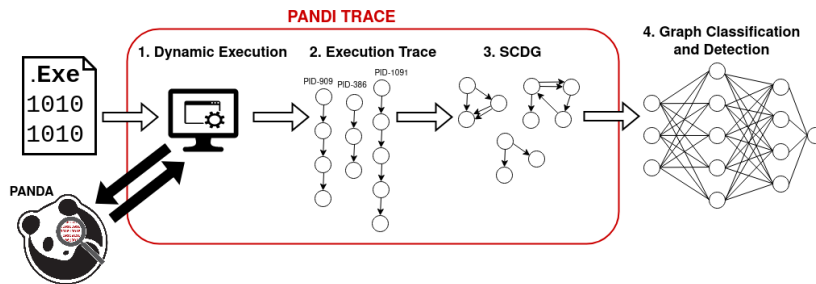 PANDI TRACE
1. Dynamic Execution
2. Execution Trace
3. SCDG
4. Graph Classification
and Detection
.Exe
1010
1010
PID-909
PID-386
PID-1091
PANDA